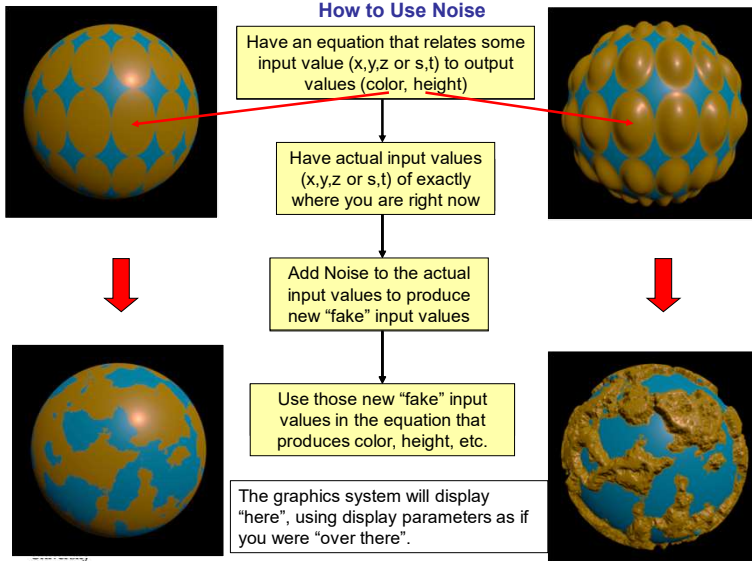 How to Use Noise
Have an equation that relates some
input value (x,y,z or s,t) to output
values (color, height)
Have actual input values
(x,y,z or s,t) of exactly
where you are right now
Add Noise to the actual
input values to produce
new “fake” input values
Use those new “fake” input
values in the equation that
produces color, height, etc.
The graphics system will display
“here”, using display parameters as if
you were “over there”.
University